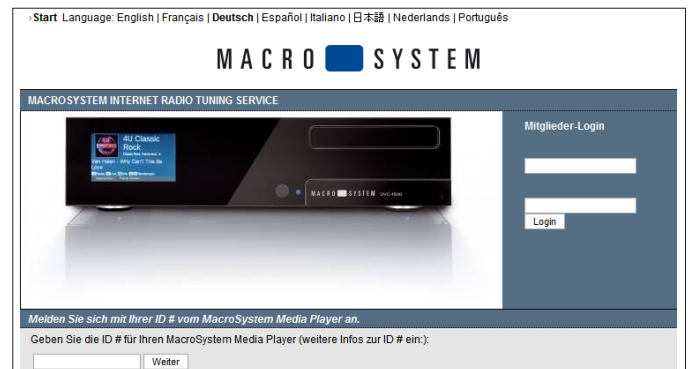 ›Start Language: English | Français | Deutsch | Español | Italiano | 日本語 | Nederlands | Português
MACRO SYSTEM
MACROSYSTEM INTERNET RADIO TUNING SERVICE
4U Classic
Rock
Van Halen - Why Can't This Be
Love
MACRO SYSTEM DVC-1000
Mitglieder-Login
Login
Melden Sie sich mit Ihrer ID # vom MacroSystem Media Player an.
Geben Sie die ID # für Ihren MacroSystem Media Player (weitere Infos zur ID # ein:):
Weiter